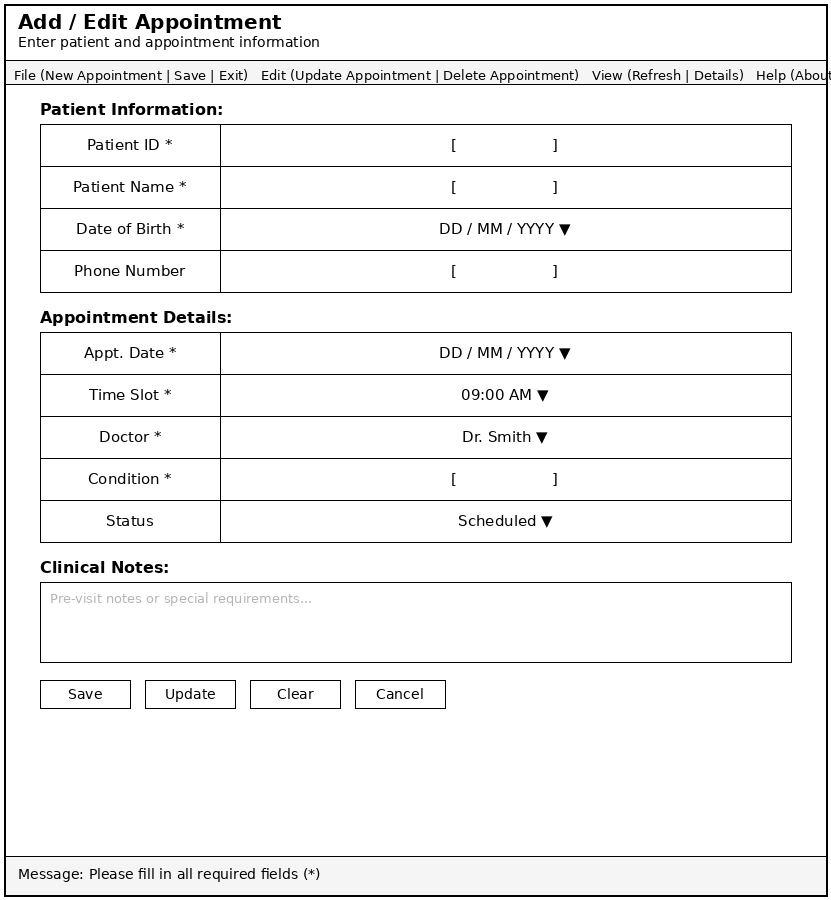 Add / Edit Appointment
Enter patient and appointment information
File (New Appointment | Save | Exit) Edit (Update Appointment | Delete Appointment) View (Refresh | Details) Help (About
Patient Information:
Patient ID * [ ]
Patient Name * [ ]
Date of Birth * DD / MM / YYYY ▼
Phone Number [ ]
Appointment Details:
Appt. Date * DD / MM / YYYY ▼
Time Slot * 09:00 AM ▼
Doctor * Dr. Smith ▼
Condition * [ ]
Status Scheduled ▼
Clinical Notes:
Pre-visit notes or special requirements...
Save Update Clear Cancel
Message: Please fill in all required fields (*)